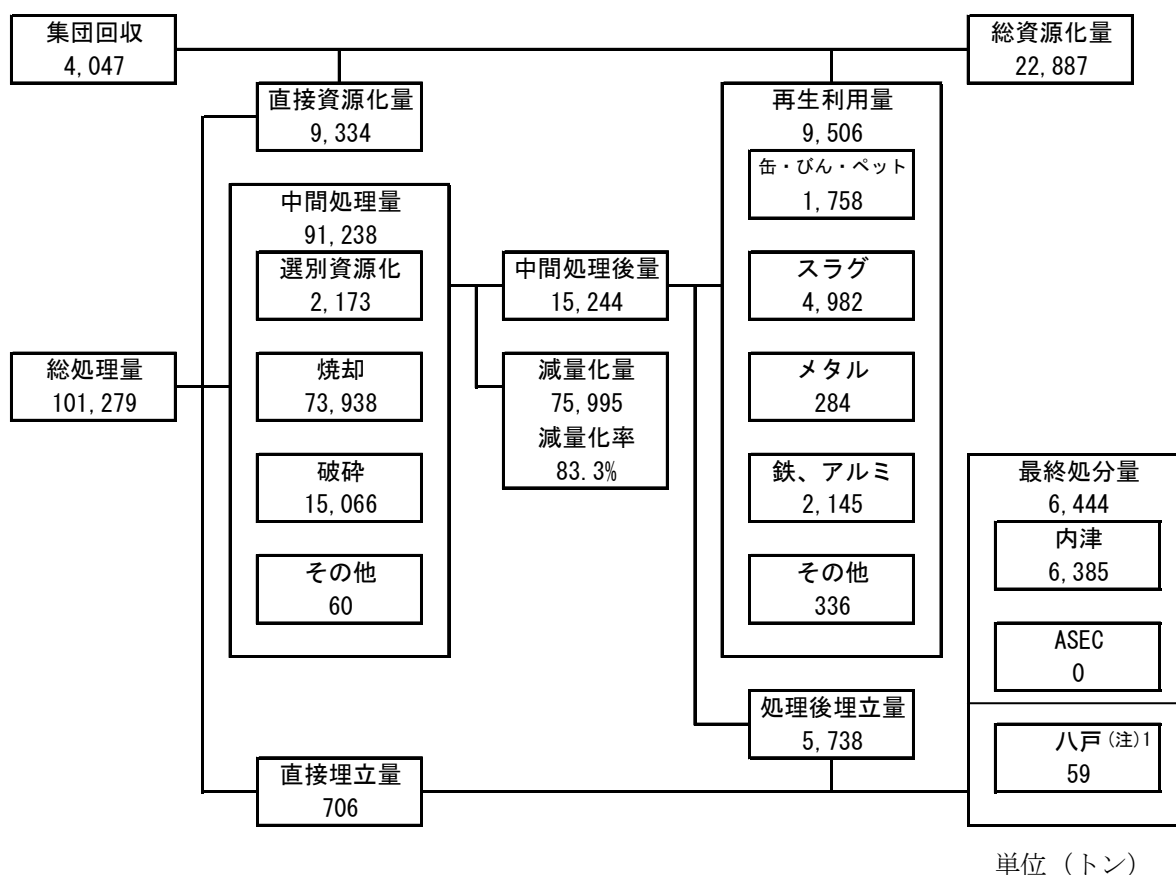 集団回収
4,047
総資源化量
22,887
直接資源化量
9,334
再生利用量
9,506
缶・びん・ペット
1,758
中間処理量
91,238
選別資源化
2,173
中間処理後量
15,244
スラグ
4,982
総処理量
101,279
焼却
73,938
減量化量
75,995
減量化率
83.3%
メタル
284
破砕
15,066
鉄、アルミ
2,145
最終処分量
6,444
内津
6,385
その他
60
その他
336
ASEC
0
処理後埋立量
5,738
八戸(注)1
59
直接埋立量
706
単位(トン)